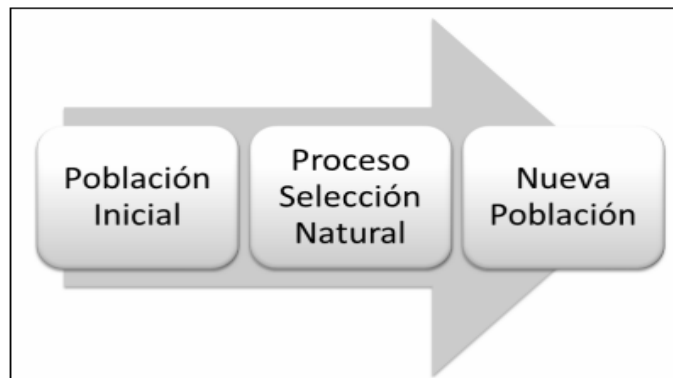 Población
Inicial
Proceso
Selección
Natural
Nueva
Población